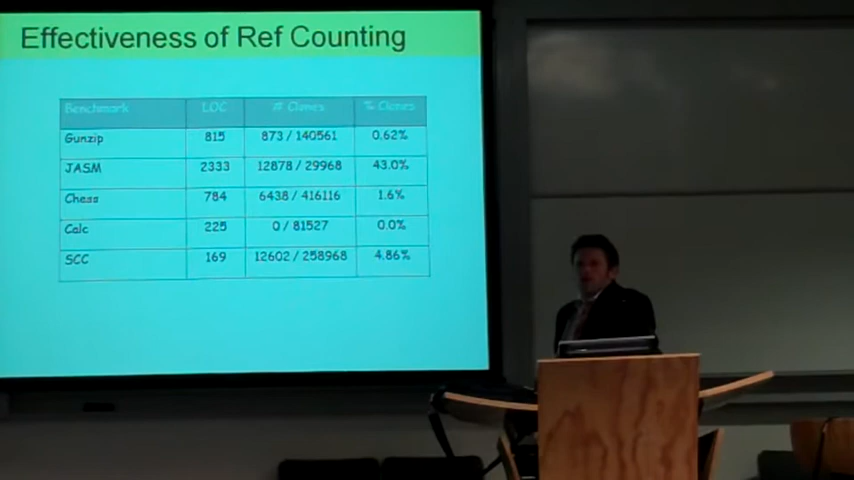 Effectiveness of Ref Counting
Benchmark LOC # Clones % Clones
Gunzip 815 873 / 140561 0.62%
JASM 2333 12878 / 29968 43.0%
Chess 784 6438 / 416116 1.6%
Calc 225 0 / 81527 0.0%
SCC 169 12602 / 258968 4.86%